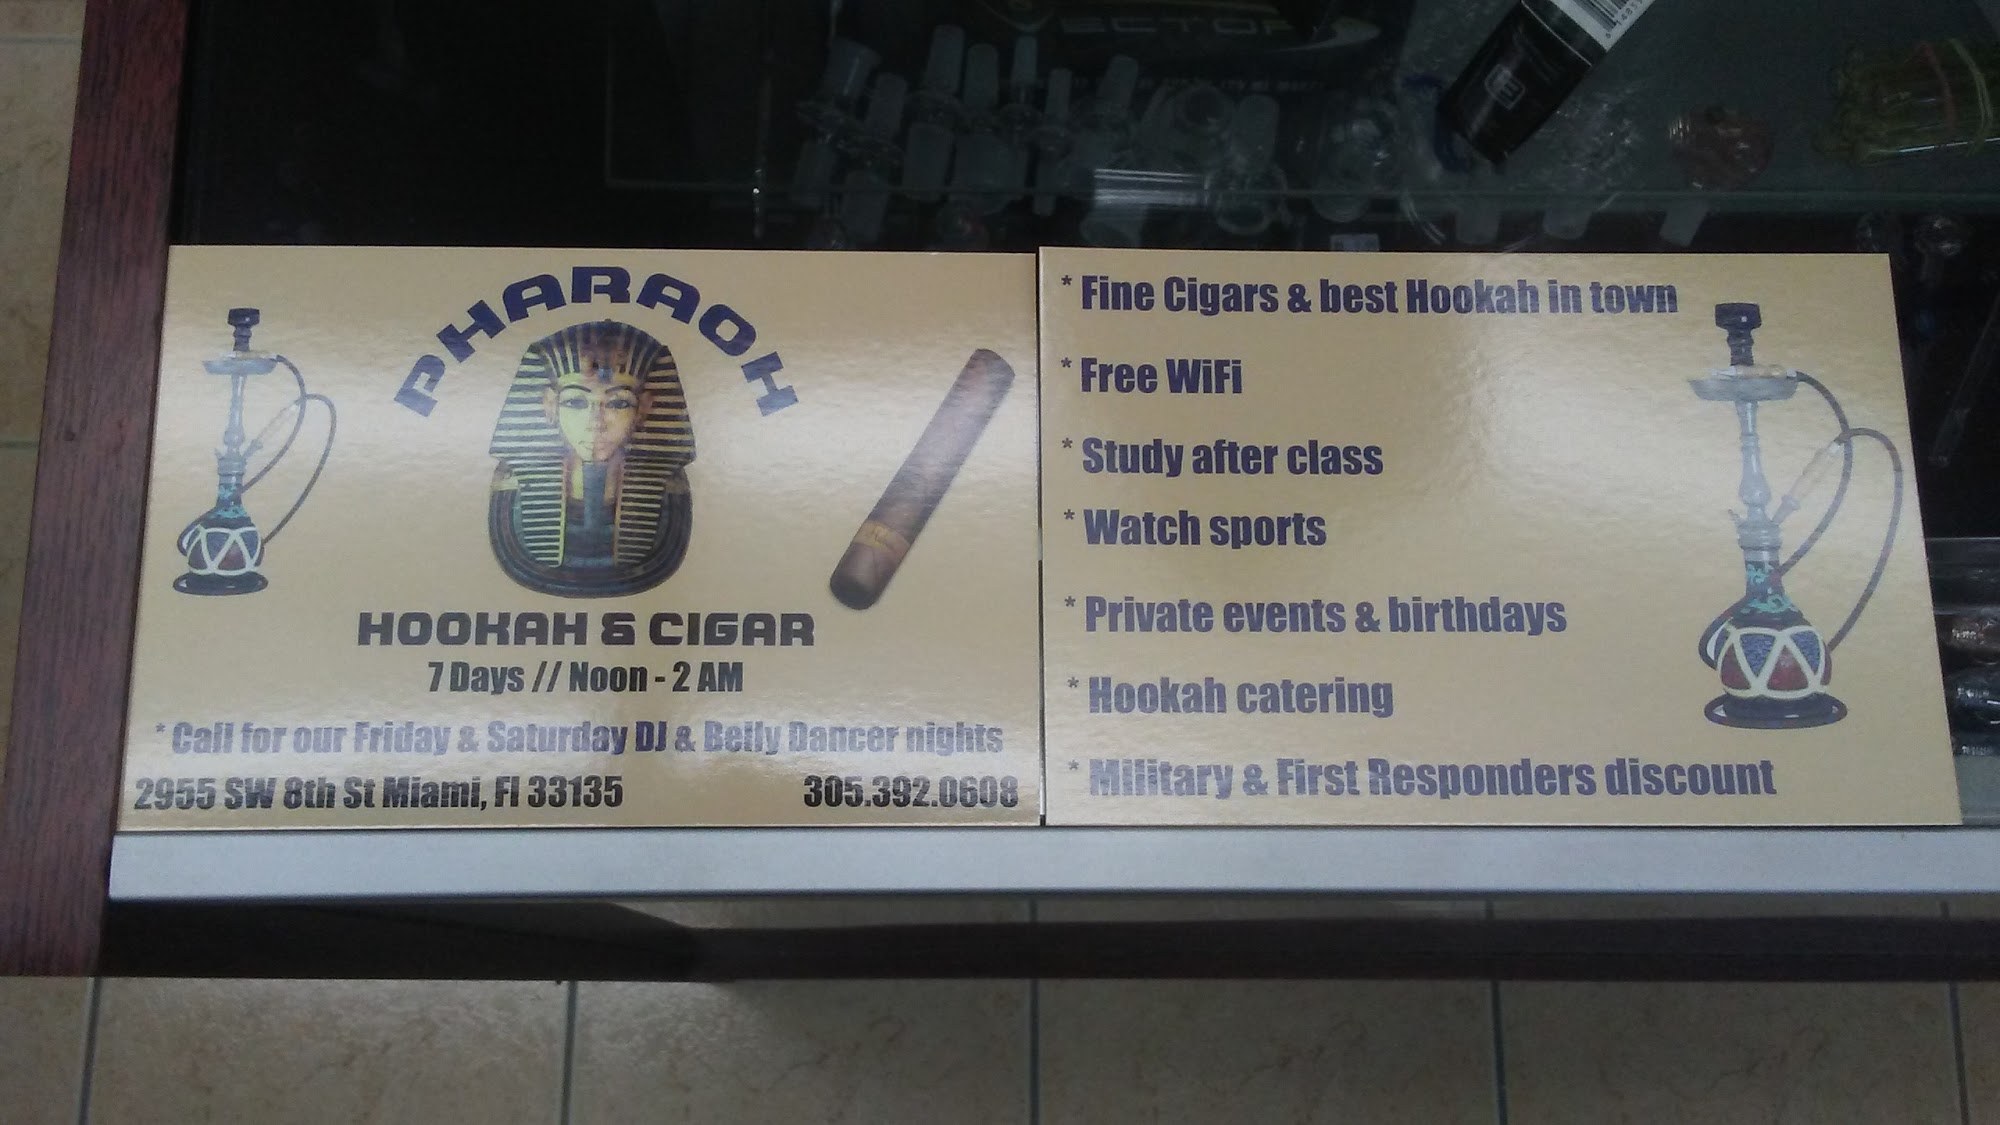 VECTOR
PHARAOH
HOOKAH & CIGAR
7 Days // Noon - 2 AM
* Call for our Friday & Saturday DJ & Belly Dancer nights
2955 SW 8th St Miami, Fl 33135
305.392.0608
* Fine Cigars & best Hookah in town
* Free WiFi
* Study after class
* Watch sports
* Private events & birthdays
* Hookah catering
* Military & First Responders discount